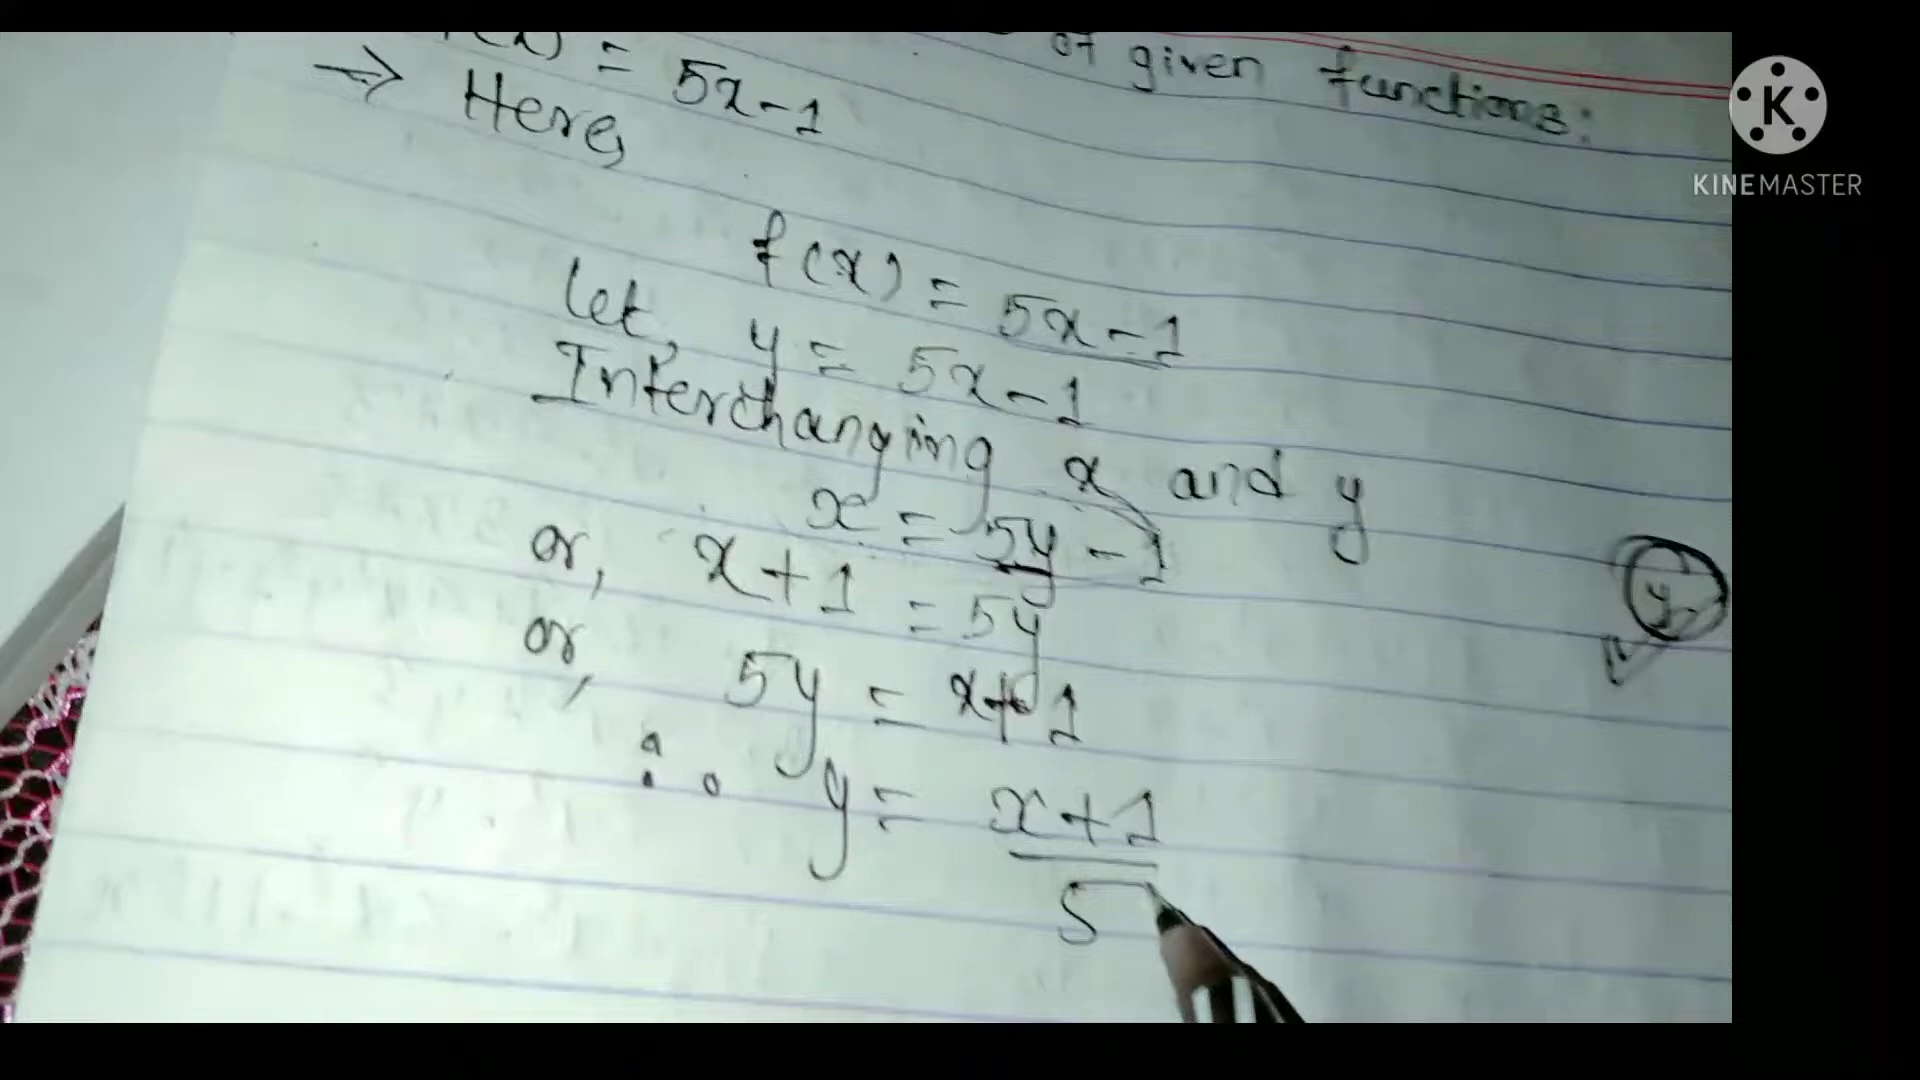 of given functions:
f(x) = 5x-1
→ Here,
f(x) = 5x-1
let, y = 5x-1
Interchanging x and y
x = 5y-1
or, x+1 = 5y
or, 5y = x+1
∴ y = x+1
5
y
K
KINEMASTER